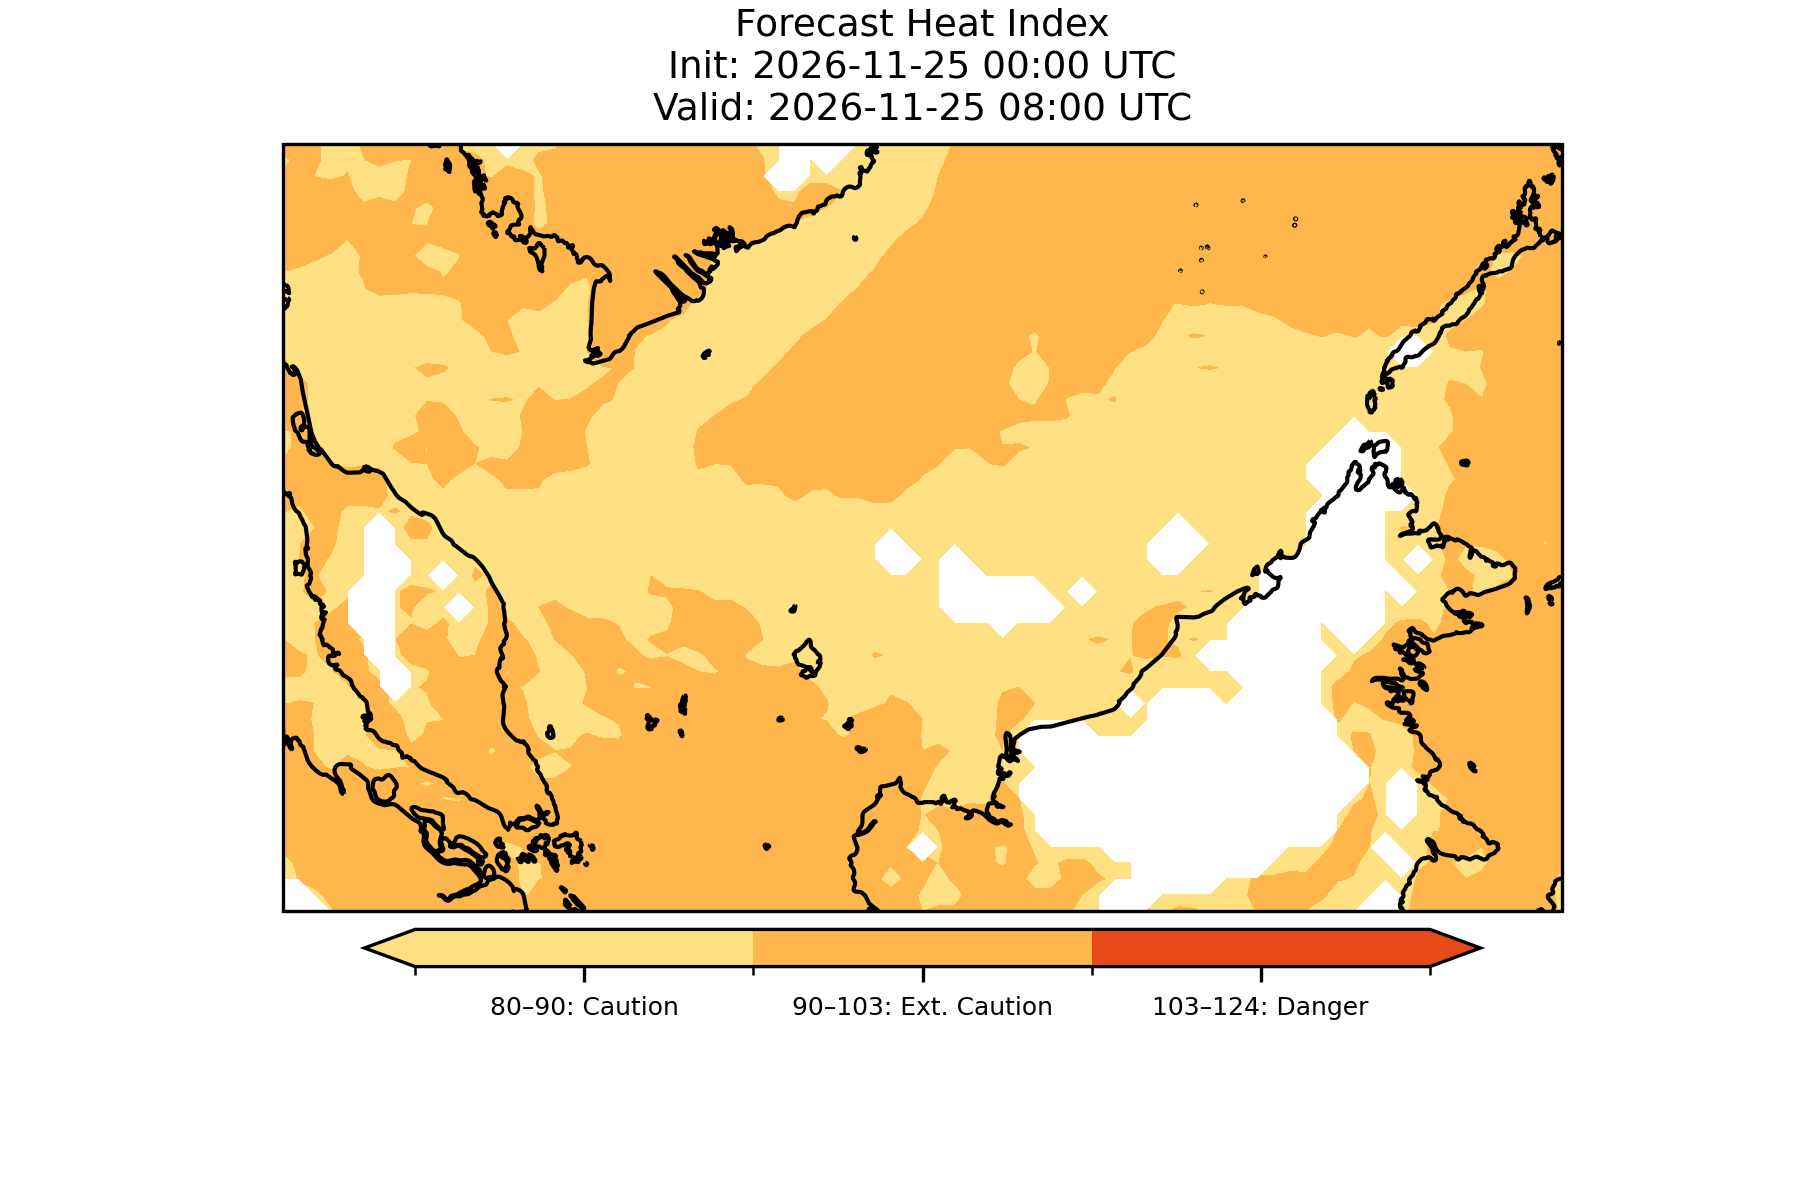 Forecast Heat Index
Init: 2026-11-25 00:00 UTC
Valid: 2026-11-25 08:00 UTC
80–90: Caution
90–103: Ext. Caution
103–124: Danger